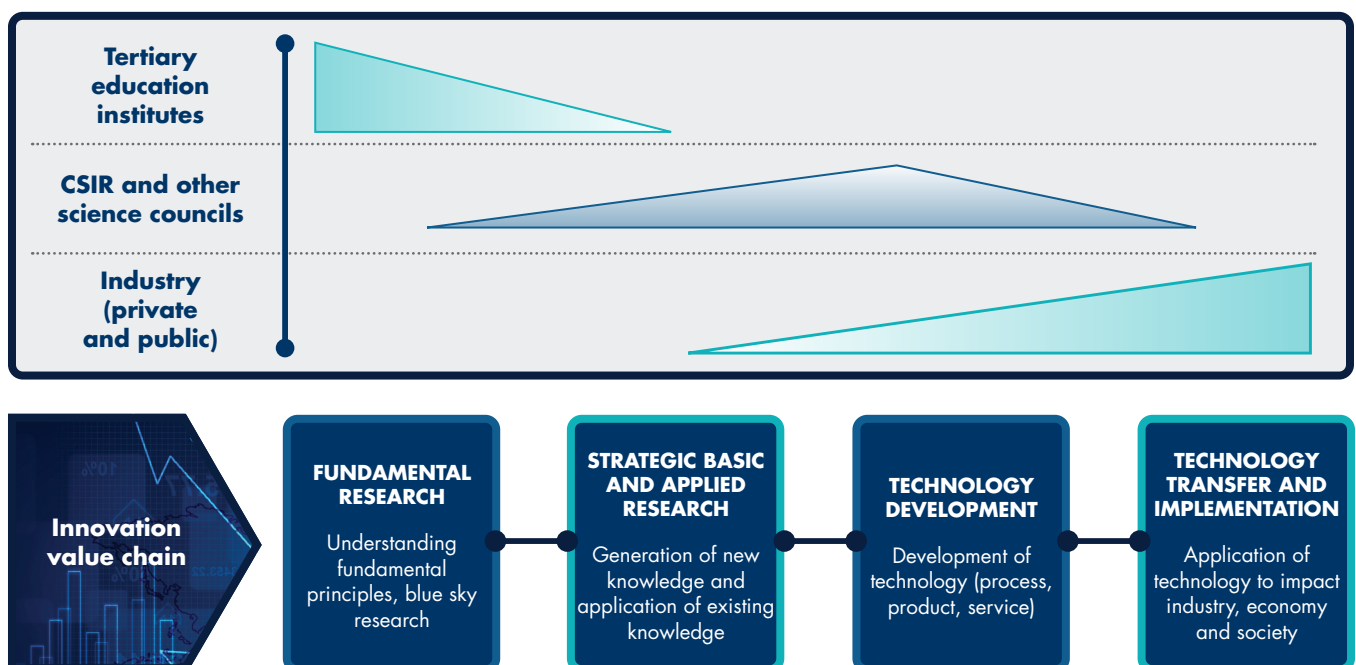 Tertiary
education
institutes
CSIR and other
science councils
Industry
(private
and public)
Innovation
value chain
FUNDAMENTAL
RESEARCH
Understanding
fundamental
principles, blue sky
research
STRATEGIC BASIC
AND APPLIED
RESEARCH
Generation of new
knowledge and
application of existing
knowledge
TECHNOLOGY
DEVELOPMENT
Development of
technology (process,
product, service)
TECHNOLOGY
TRANSFER AND
IMPLEMENTATION
Application of
technology to impact
industry, economy
and society